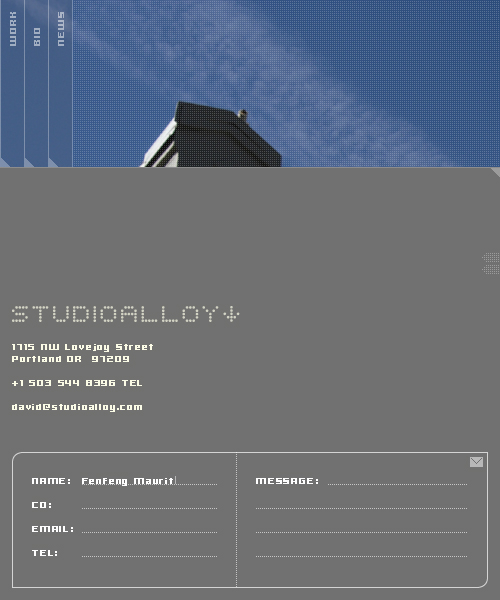 WORK
BIO
NEWS
STUDIOALLOY
1715 NW Lovejoy Street
Portland OR 97209
+1 503 544 8396 TEL
david@studioalloy.com
NAME: Fenfeng Maurit
MESSAGE:
CO:
EMAIL:
TEL: